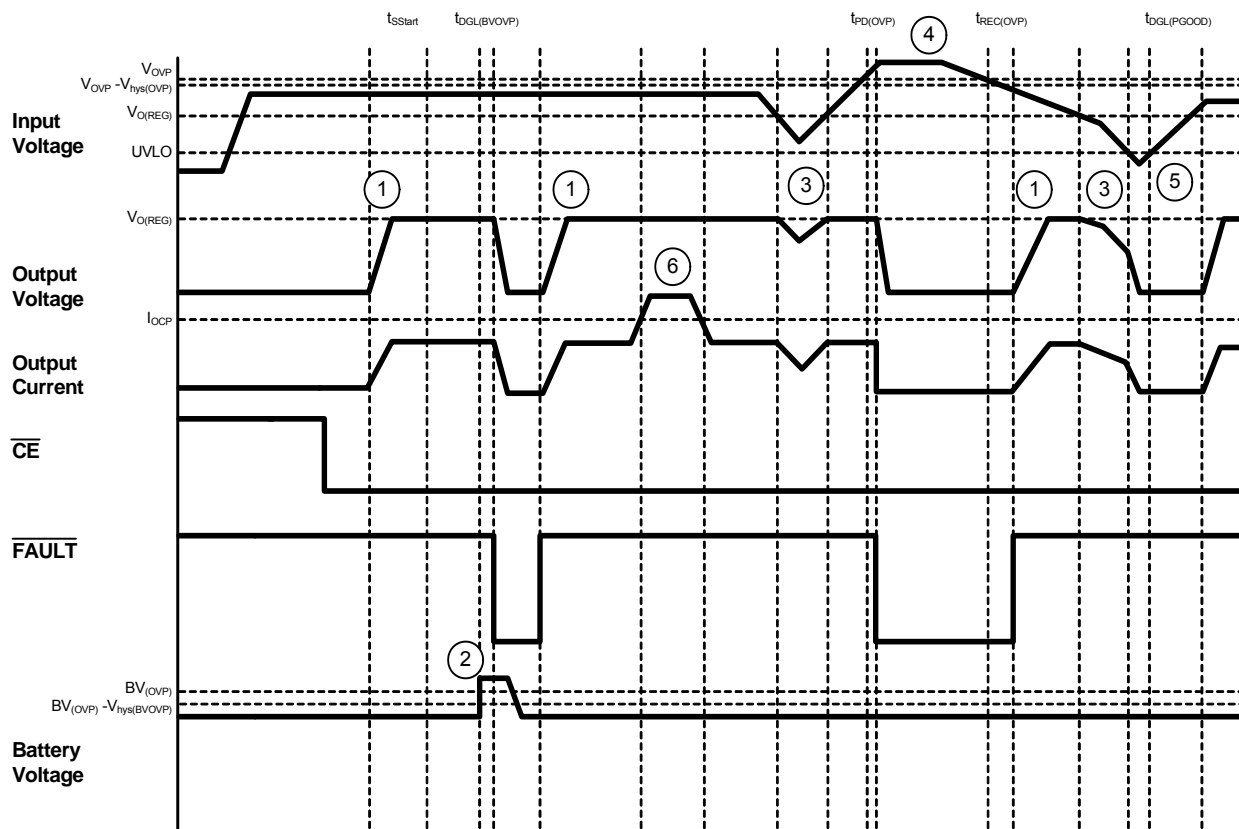 tSStart
tDGL(BVOVP)
tPD(OVP)
4
tREC(OVP)
tDGL(PGOOD)
VOVP
VOVP -Vhys(OVP)
VO(REG)
Input
Voltage
UVLO
1
1
3
1
3
5
VO(REG)
6
Output
Voltage
IOCP
Output
Current
CE
FAULT
2
BV(OVP)
BV(OVP) -Vhys(BVOVP)
Battery
Voltage